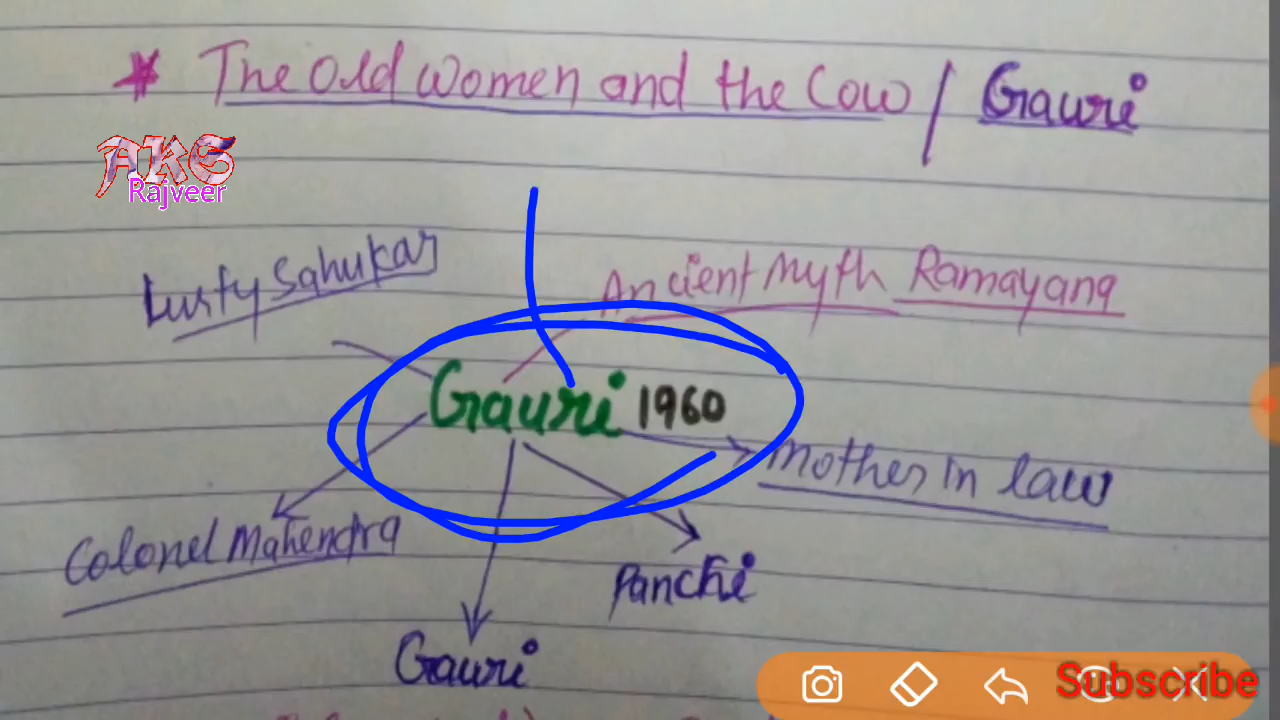 * The Old Women and the Cow / Gauri
AKG
Rajveer
Lusty Sahukar
Ancient Myth Ramayana
Gauri 1960
Mother in law
Colonel Mahendra
Panchi
Gauri
Subscribe